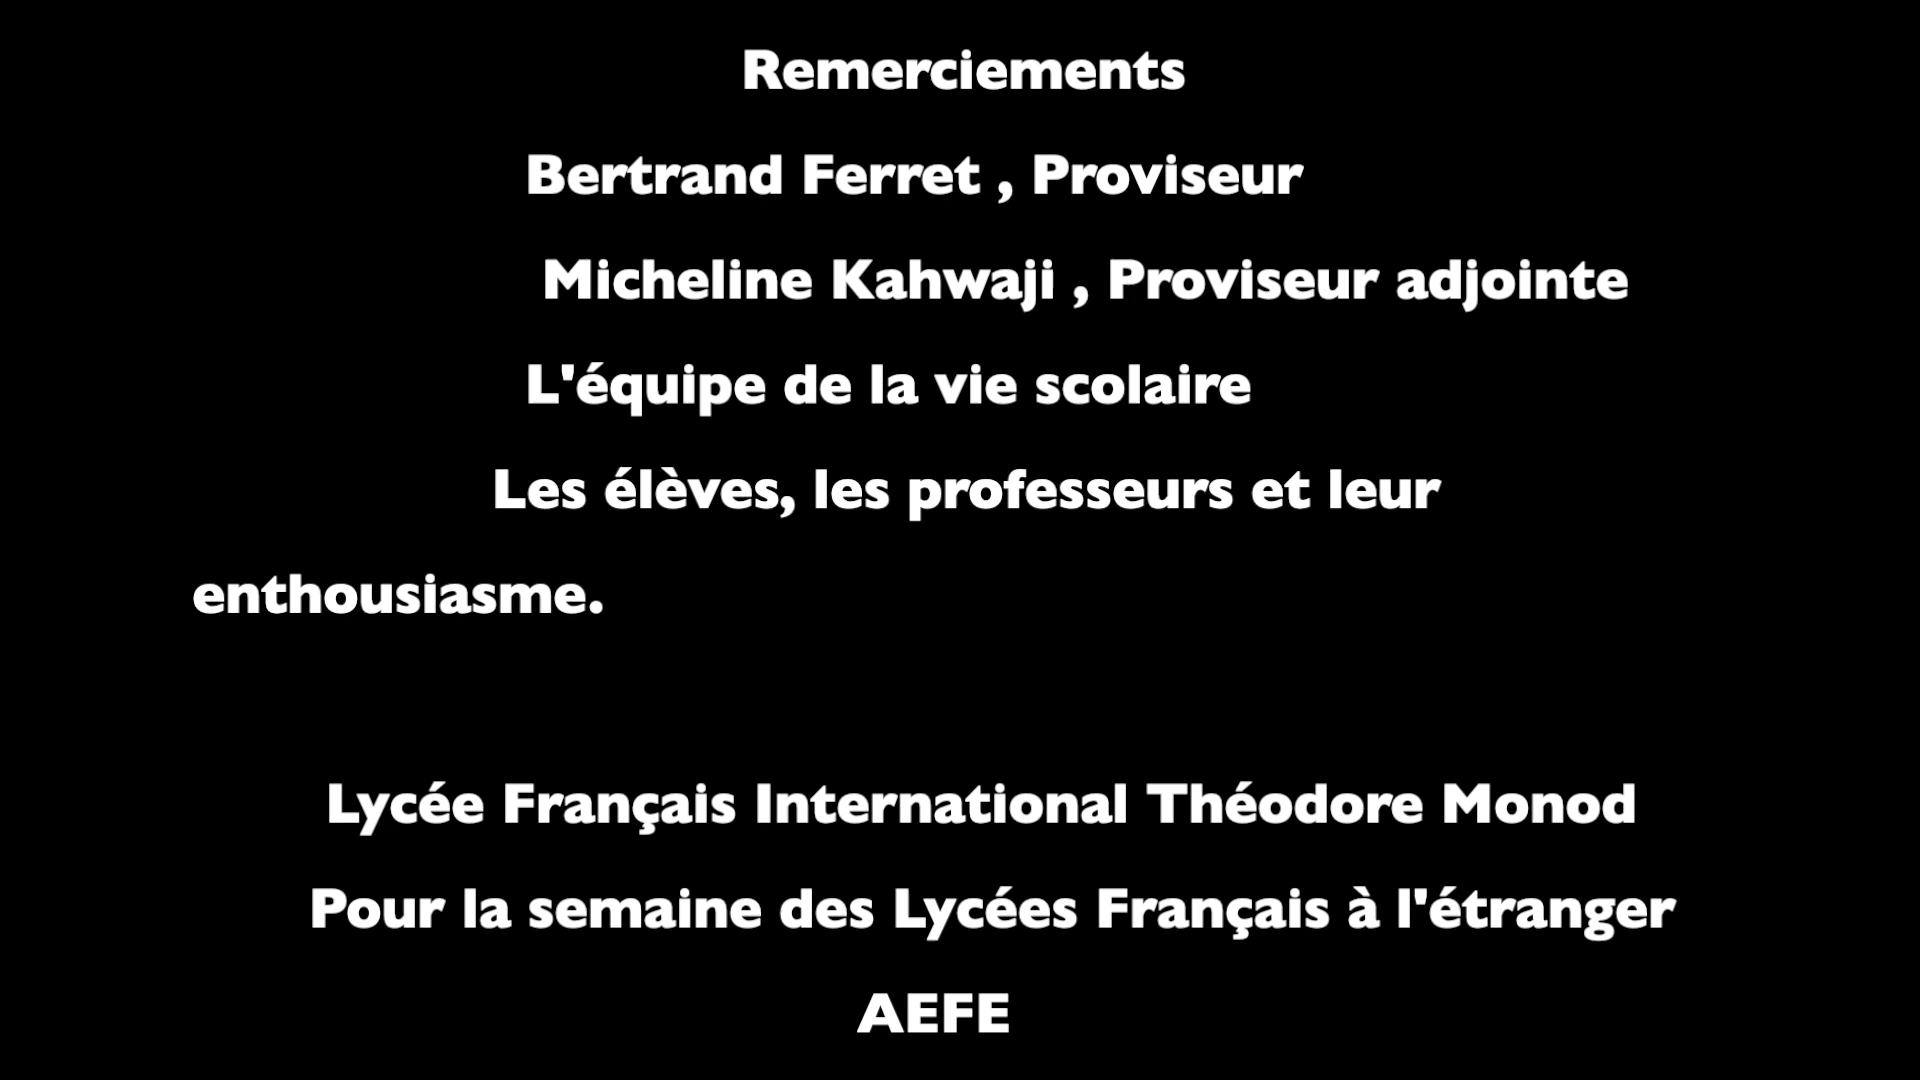 Remerciements
Bertrand Ferret , Proviseur
Micheline Kahwaji , Proviseur adjointe
L'équipe de la vie scolaire
Les élèves, les professeurs et leur
enthousiasme.
Lycée Français International Théodore Monod
Pour la semaine des Lycées Français à l'étranger
AEFE